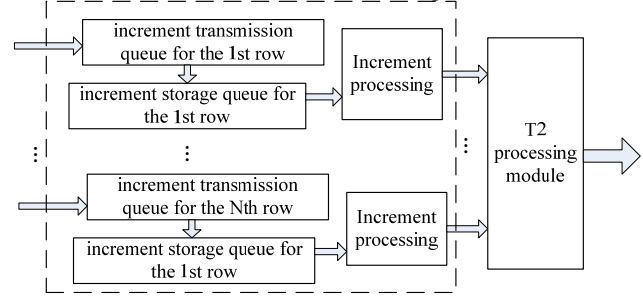 increment transmission
queue for the 1st row
increment storage queue for
the 1st row
Increment
processing
T2
processing
module
increment transmission
queue for the Nth row
increment storage queue for
the 1st row
Increment
processing